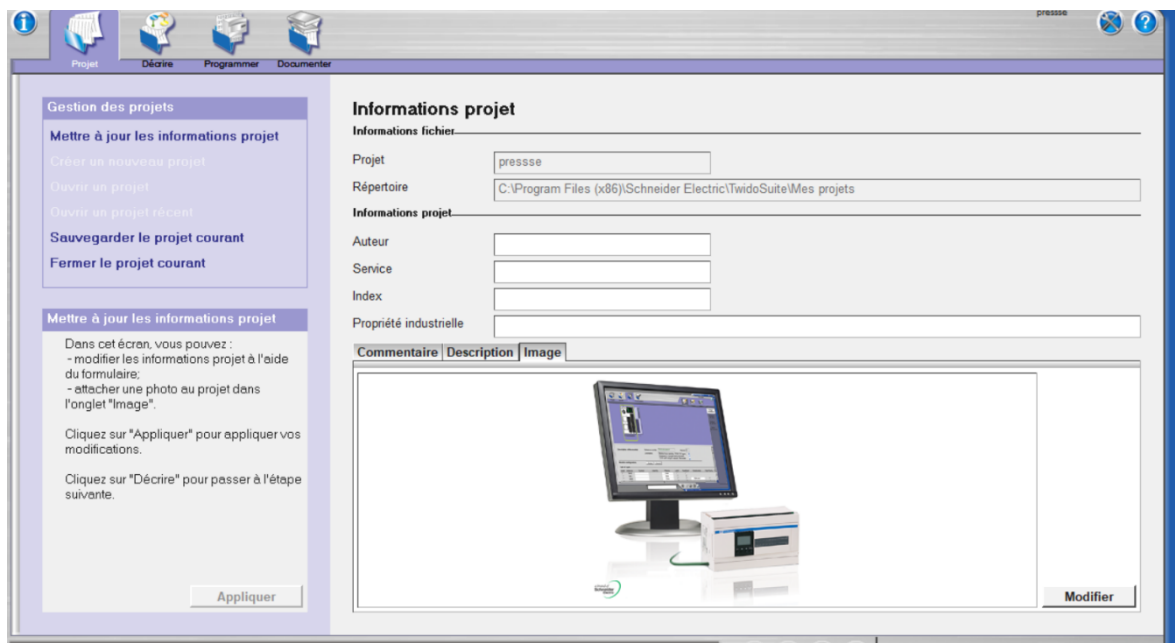 pressse
Projet
Décrire
Programmer
Documenter
Gestion des projets
Mettre à jour les informations projet
Créer un nouveau projet
Ouvrir un projet
Ouvrir un projet récent
Sauvegarder le projet courant
Fermer le projet courant
Mettre à jour les informations projet
Dans cet écran, vous pouvez :
- modifier les informations projet à l'aide
du formulaire;
- attacher une photo au projet dans
l'onglet "Image".
Cliquez sur "Appliquer" pour appliquer vos
modifications.
Cliquez sur "Décrire" pour passer à l'étape
suivante.
Appliquer
Informations projet
Informations fichier
Projet
pressse
Répertoire
C:\Program Files (x86)\Schneider Electric\TwidoSuite\Mes projets
Informations projet
Auteur
Service
Index
Propriété industrielle
Commentaire Description Image
Schneider
Electric
Modifier